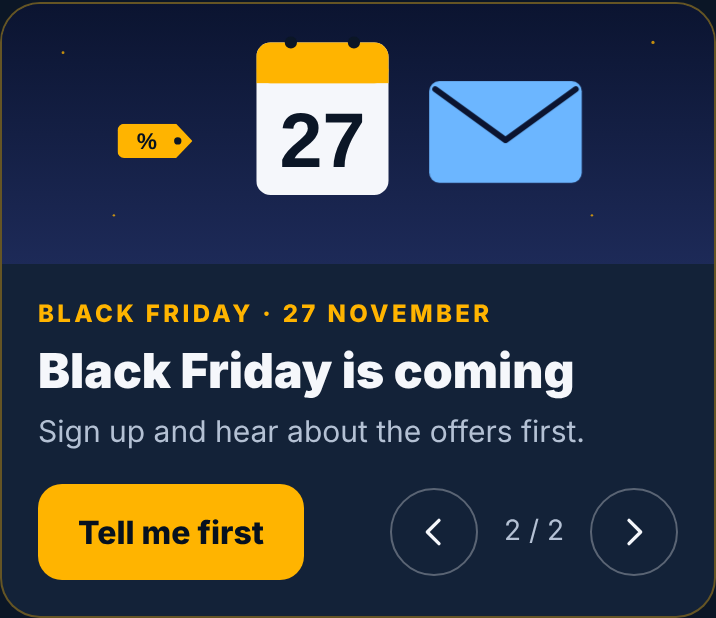 %
27
BLACK FRIDAY · 27 NOVEMBER
Black Friday is coming
Sign up and hear about the offers first.
Tell me first
2 / 2